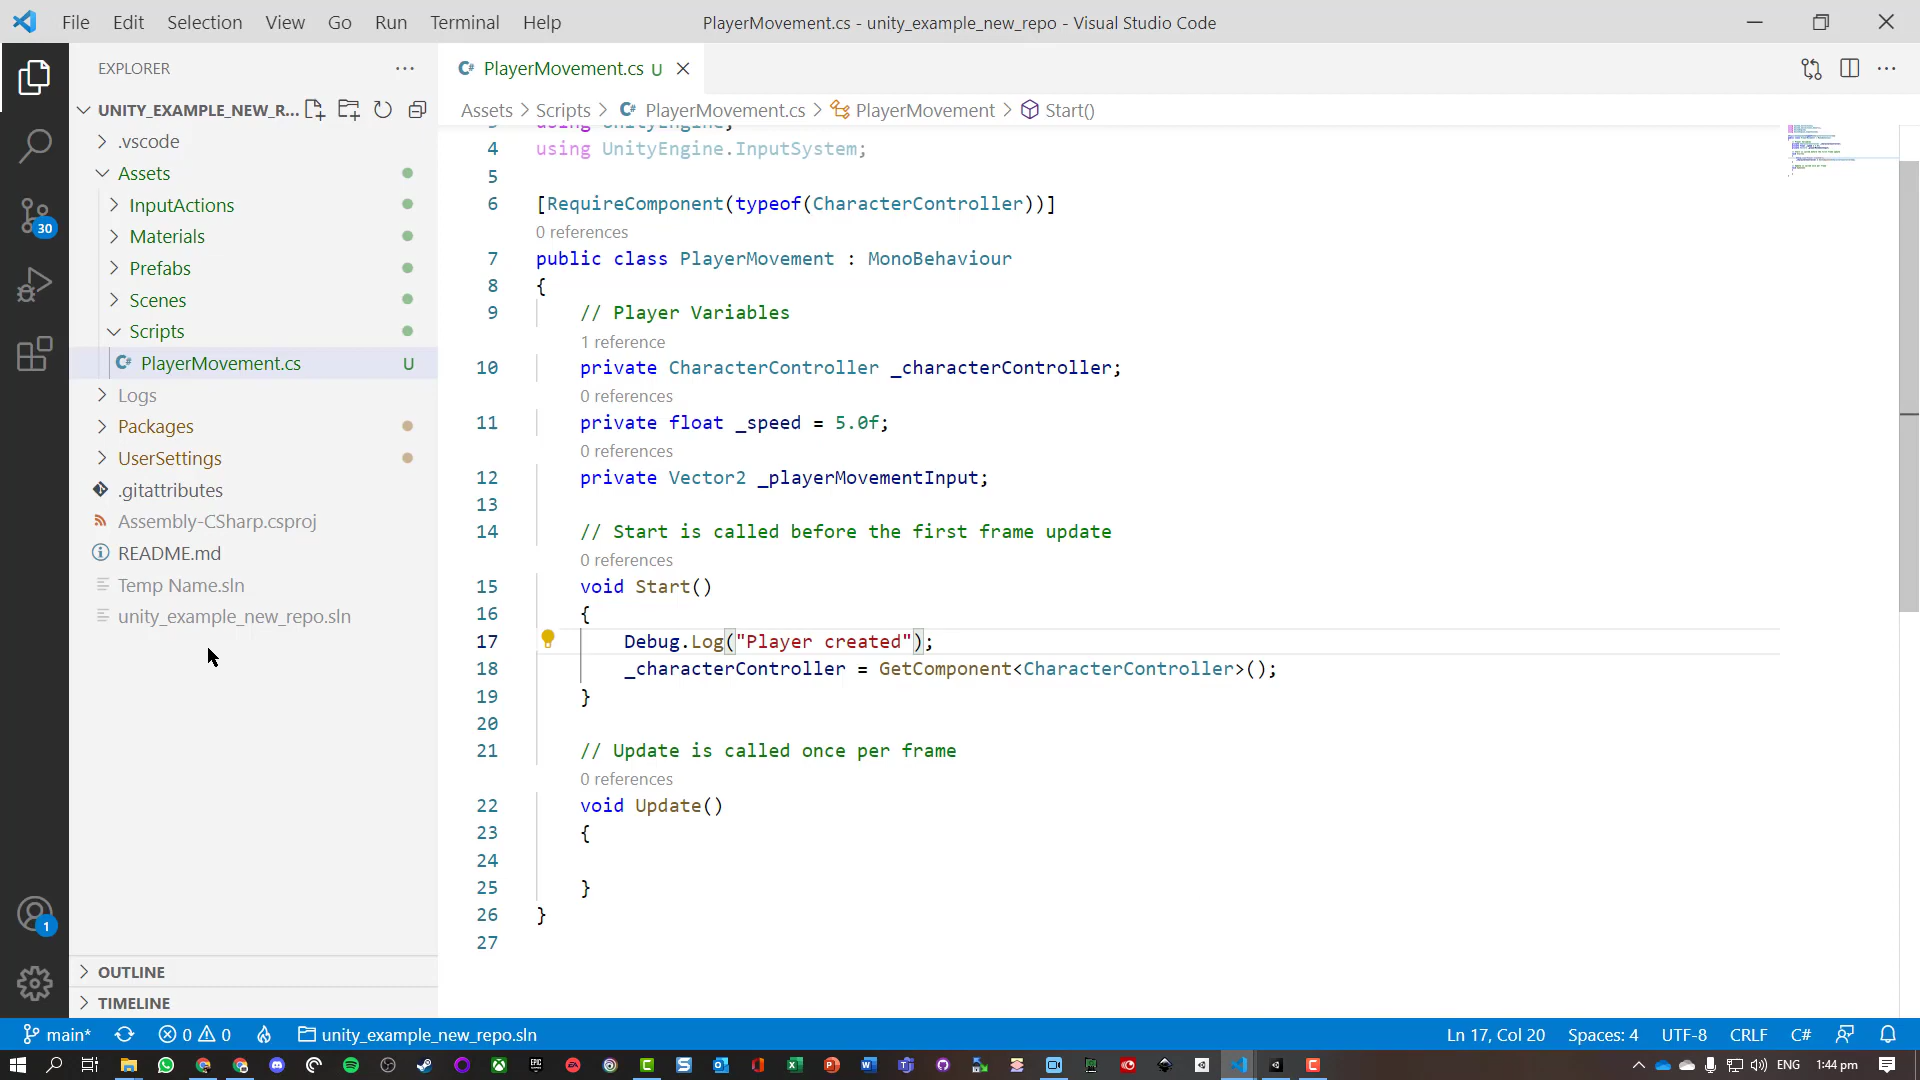 File Edit Selection View Go Run Terminal Help
PlayerMovement.cs - unity_example_new_repo - Visual Studio Code
EXPLORER
UNITY_EXAMPLE_NEW_R...
.vscode
Assets
InputActions
Materials
Prefabs
Scenes
Scripts
C# PlayerMovement.cs U
Logs
Packages
UserSettings
.gitattributes
Assembly-CSharp.csproj
README.md
Temp Name.sln
unity_example_new_repo.sln
OUTLINE
TIMELINE
30
1
C# PlayerMovement.cs U
Assets > Scripts > C# PlayerMovement.cs > PlayerMovement > Start()
3 using UnityEngine;
4 using UnityEngine.InputSystem;
5
6 [RequireComponent(typeof(CharacterController))]
0 references
7 public class PlayerMovement : MonoBehaviour
8 {
9 // Player Variables
1 reference
10 private CharacterController _characterController;
0 references
11 private float _speed = 5.0f;
0 references
12 private Vector2 _playerMovementInput;
13
14 // Start is called before the first frame update
0 references
15 void Start()
16 {
17 Debug.Log("Player created");
18 _characterController = GetComponent<CharacterController>();
19 }
20
21 // Update is called once per frame
0 references
22 void Update()
23 {
24
25 }
26 }
27
main* 0 0 unity_example_new_repo.sln Ln 17, Col 20 Spaces: 4 UTF-8 CRLF C#
ENG 1:44 pm